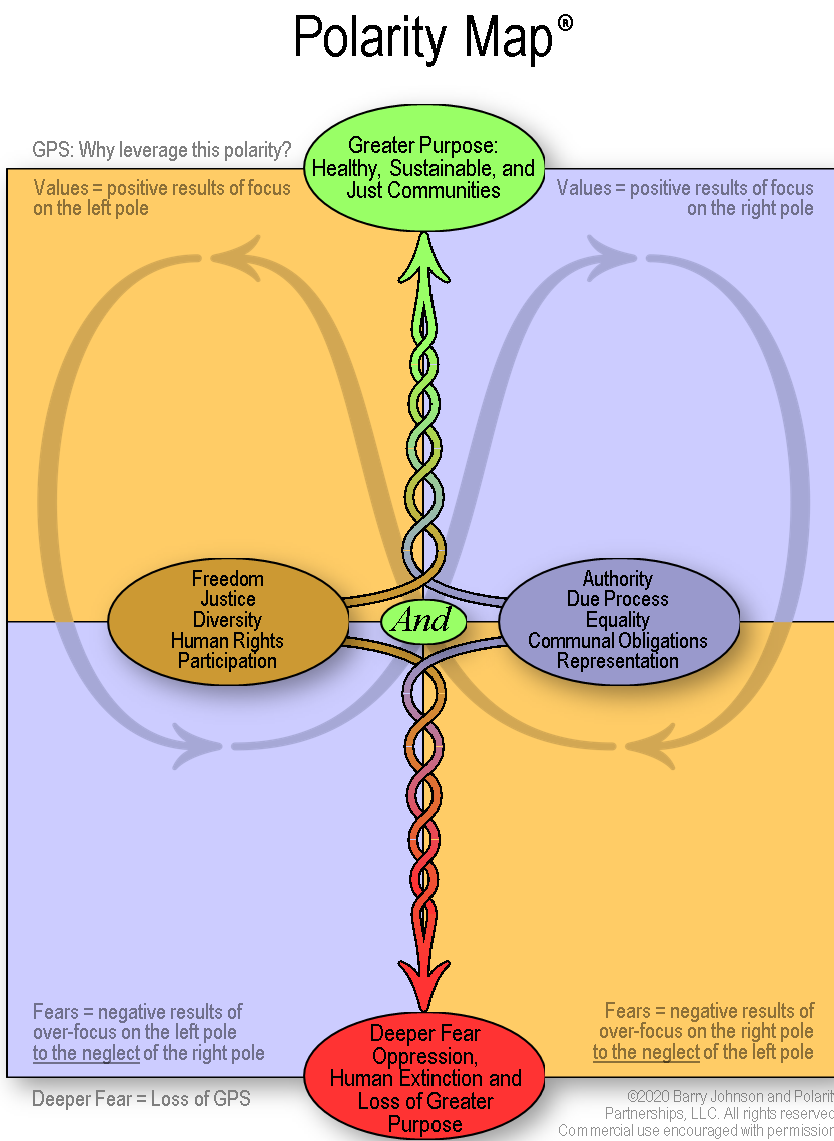 Polarity Map®
GPS: Why leverage this polarity?
Greater Purpose:
Healthy, Sustainable, and
Just Communities
Values = positive results of focus
on the left pole
Values = positive results of focus
on the right pole
Freedom
Justice
Diversity
Human Rights
Participation
And
Authority
Due Process
Equality
Communal Obligations
Representation
Fears = negative results of
over-focus on the left pole
to the neglect of the right pole
Fears = negative results of
over-focus on the right pole
to the neglect of the left pole
Deeper Fear
Oppression,
Human Extinction and
Loss of Greater
Purpose
Deeper Fear = Loss of GPS
©2020 Barry Johnson and Polarit
Partnerships, LLC. All rights reserved
Commercial use encouraged with permission